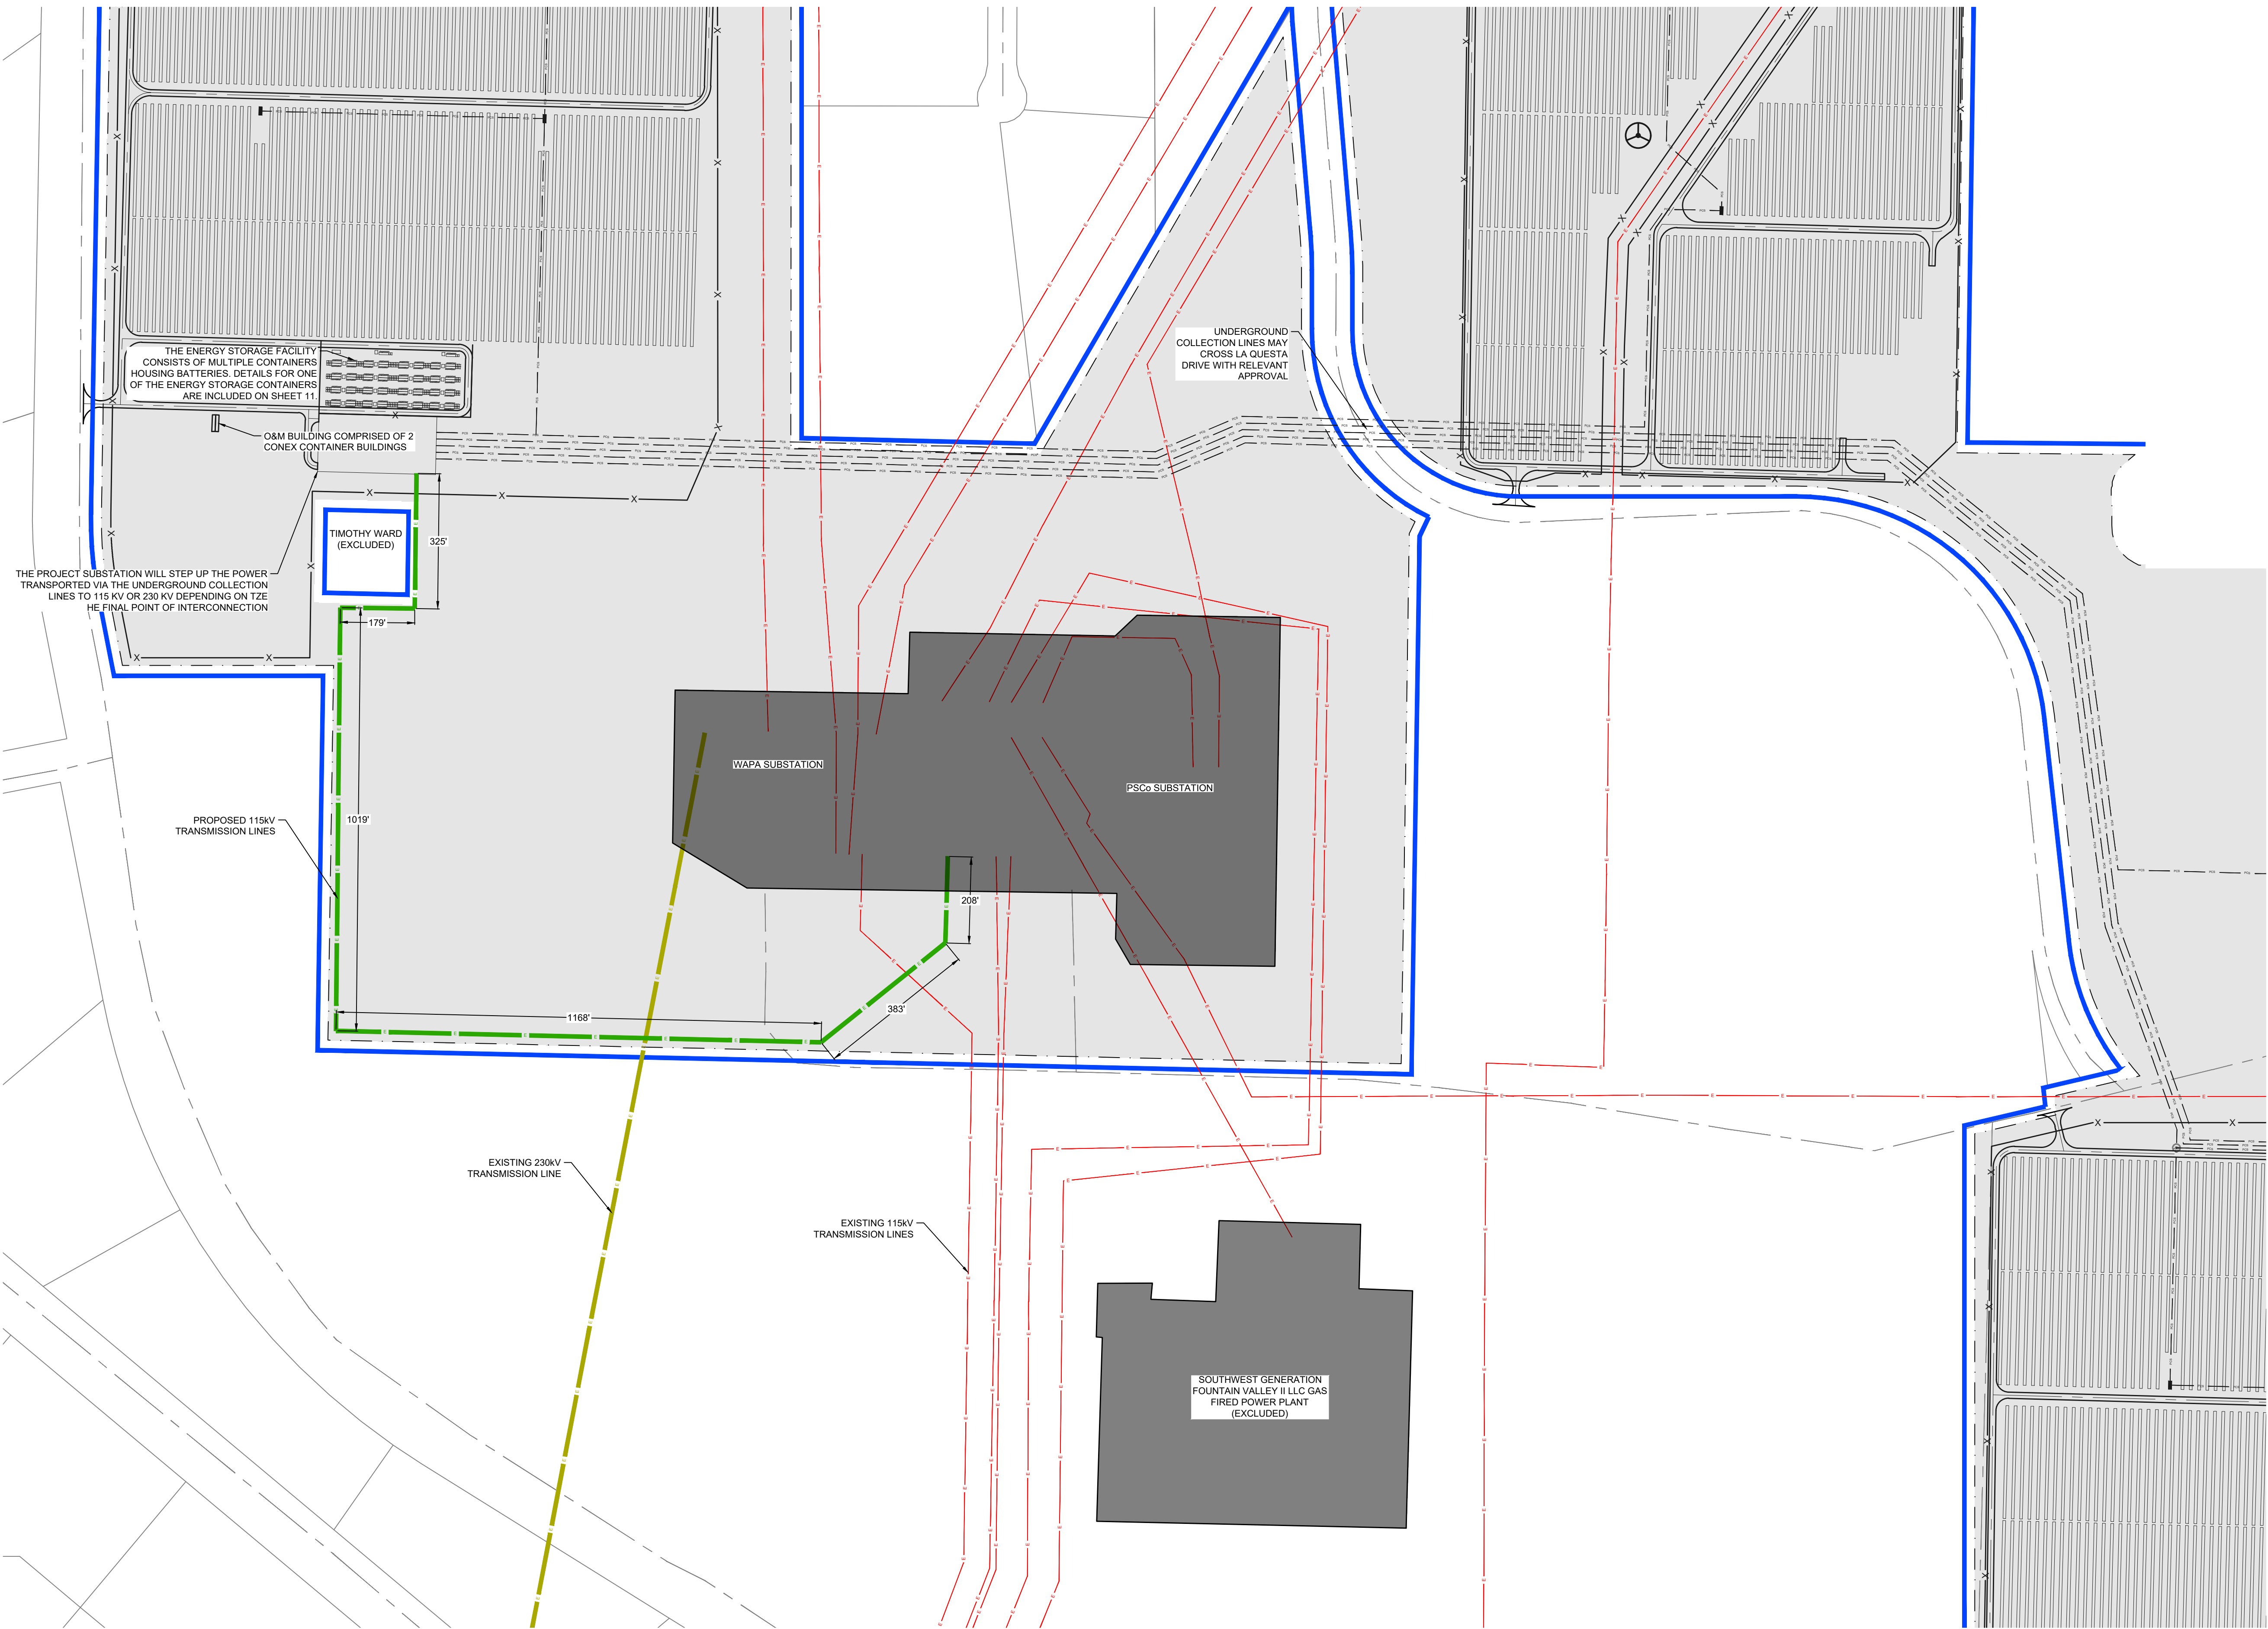 UNDERGROUND
COLLECTION LINES MAY
CROSS LA QUESTA
DRIVE WITH RELEVANT
APPROVAL
THE ENERGY STORAGE FACILITY
CONSISTS OF MULTIPLE CONTAINERS
HOUSING BATTERIES. DETAILS FOR ONE
OF THE ENERGY STORAGE CONTAINERS
ARE INCLUDED ON SHEET 11.
O&M BUILDING COMPRISED OF 2
CONEX CONTAINER BUILDINGS
TIMOTHY WARD
(EXCLUDED)
325'
THE PROJECT SUBSTATION WILL STEP UP THE POWER
TRANSPORTED VIA THE UNDERGROUND COLLECTION
LINES TO 115 KV OR 230 KV DEPENDING ON TZE
HE FINAL POINT OF INTERCONNECTION
179'
WAPA SUBSTATION
PSCo SUBSTATION
PROPOSED 115kV
TRANSMISSION LINES
1019'
208'
383'
1168'
EXISTING 230kV
TRANSMISSION LINE
EXISTING 115kV
TRANSMISSION LINES
SOUTHWEST GENERATION
FOUNTAIN VALLEY II LLC GAS
FIRED POWER PLANT
(EXCLUDED)